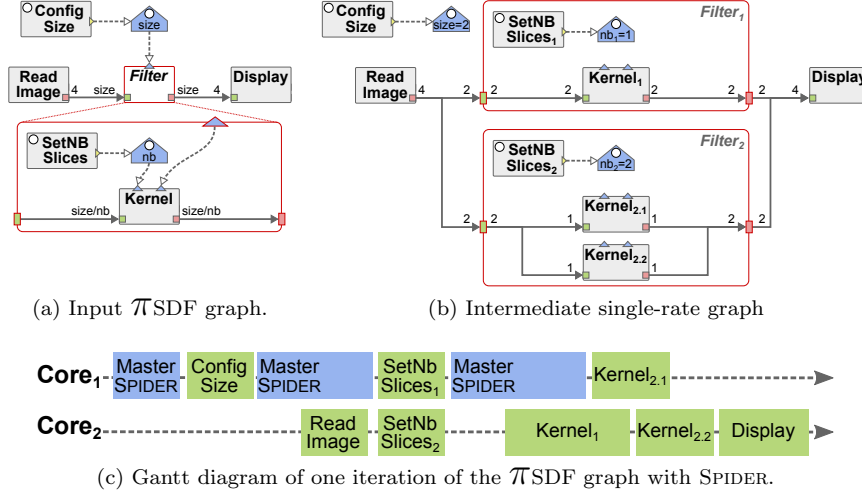 Config
Size
size
Read
Image
4
size
Filter
size
4
Display
SetNB
Slices
nb
Kernel
size/nb
size/nb
(a) Input πSDF graph.
Config
Size
size=2
SetNB
Slices1
nb1=1
Filter1
Read
Image
4
2
2
Kernel1
2
2
2
4
Display
SetNB
Slices2
nb2=2
Filter2
2
2
1
Kernel2.1
1
2
2
1
Kernel2.2
1
(b) Intermediate single-rate graph
Core1
Master
SPIDER
Config
Size
Master
SPIDER
SetNb
Slices1
Master
SPIDER
Kernel2.1
Core2
Read
Image
SetNb
Slices2
Kernel1
Kernel2.2
Display
(c) Gantt diagram of one iteration of the πSDF graph with SPIDER.